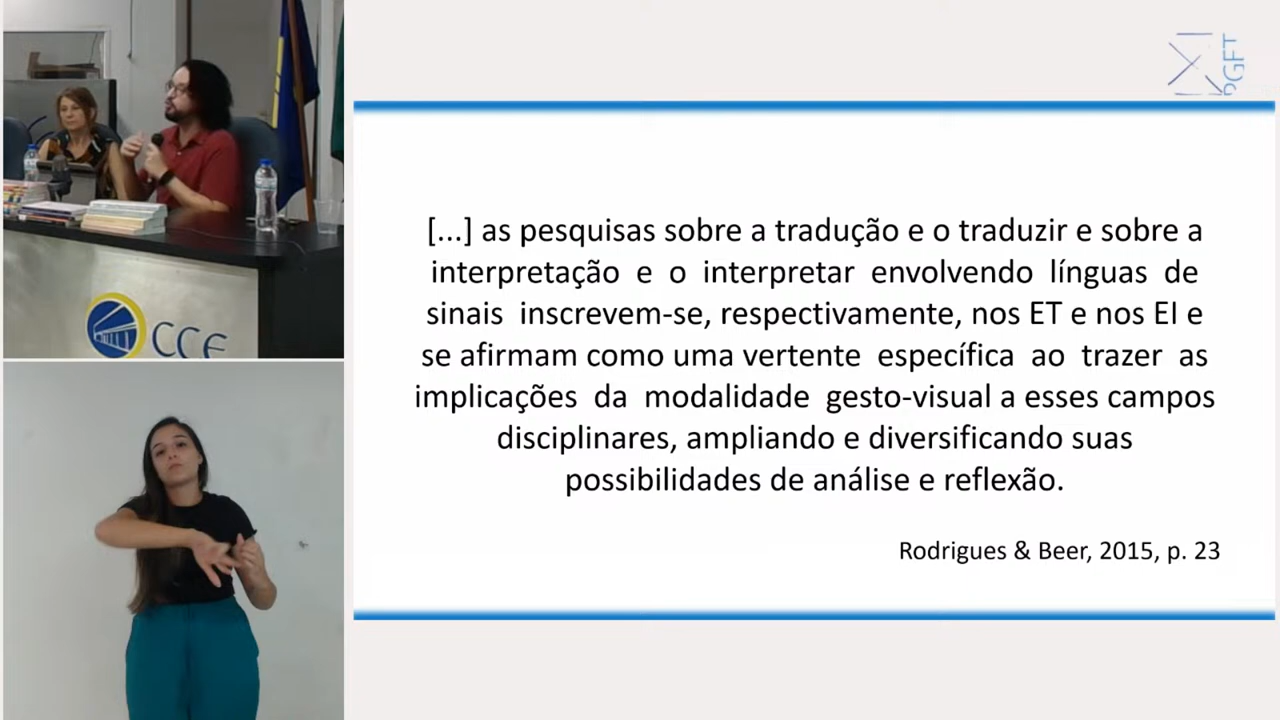 PGET
CCE
[...] as pesquisas sobre a tradução e o traduzir e sobre a
interpretação e o interpretar envolvendo línguas de
sinais inscrevem-se, respectivamente, nos ET e nos EI e
se afirmam como uma vertente específica ao trazer as
implicações da modalidade gesto-visual a esses campos
disciplinares, ampliando e diversificando suas
possibilidades de análise e reflexão.
Rodrigues & Beer, 2015, p. 23